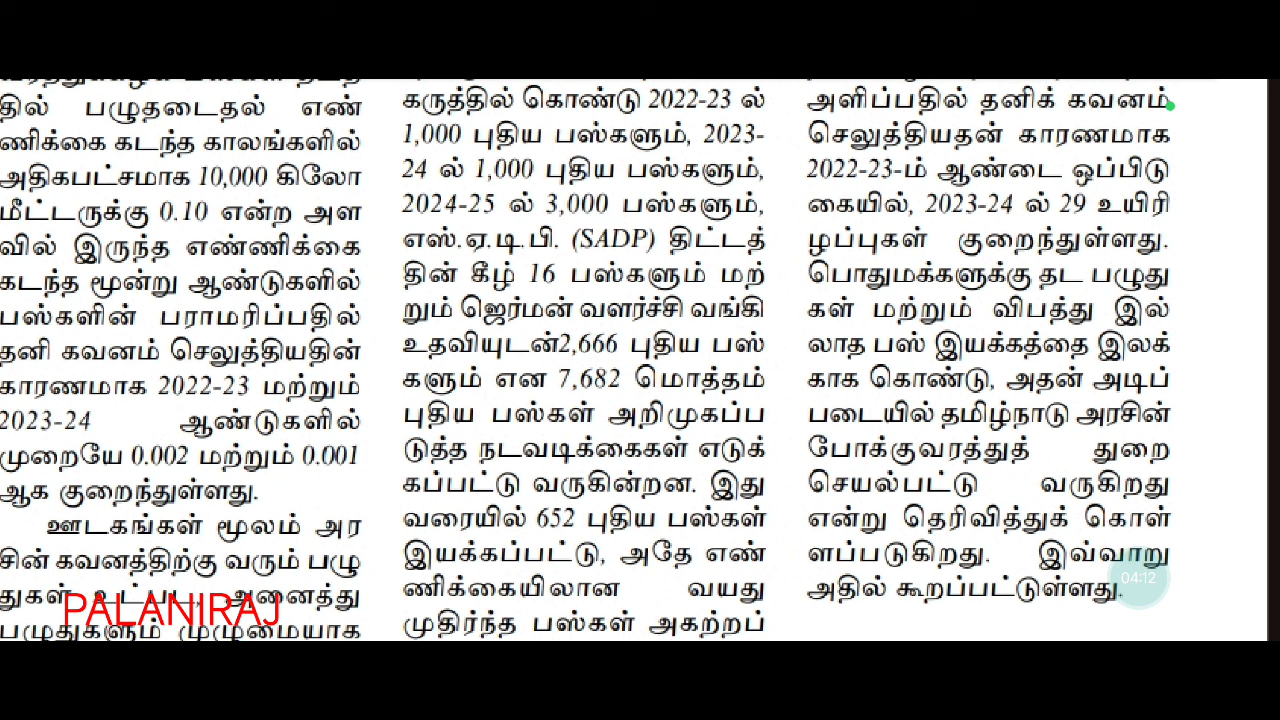 தில் பழுதடைதல் எண்
ணிக்கை கடந்த காலங்களில்
அதிகபட்சமாக 10,000 கிலோ
மீட்டருக்கு 0.10 என்ற அள
வில் இருந்த எண்ணிக்கை
கடந்த மூன்று ஆண்டுகளில்
பஸ்களின் பராமரிப்பதில்
தனி கவனம் செலுத்தியதின்
காரணமாக 2022-23 மற்றும்
2023-24 ஆண்டுகளில்
முறையே 0.002 மற்றும் 0.001
ஆக குறைந்துள்ளது.
ஊடகங்கள் மூலம் அர
சின் கவனத்திற்கு வரும் பழு
துகள் உட்பட, அனைத்து
பழுதுகளும் முழுமையாக
கருத்தில் கொண்டு 2022-23 ல்
1,000 புதிய பஸ்களும், 2023-
24 ல் 1,000 புதிய பஸ்களும்,
2024-25 ல் 3,000 பஸ்களும்,
எஸ்.ஏ.டி.பி. (SADP) திட்டத்
தின் கீழ் 16 பஸ்களும் மற்
றும் ஜெர்மன் வளர்ச்சி வங்கி
உதவியுடன்2,666 புதிய பஸ்
களும் என 7,682 மொத்தம்
புதிய பஸ்கள் அறிமுகப்ப
டுத்த நடவடிக்கைகள் எடுக்
கப்பட்டு வருகின்றன. இது
வரையில் 652 புதிய பஸ்கள்
இயக்கப்பட்டு, அதே எண்
ணிக்கையிலான வயது
முதிர்ந்த பஸ்கள் அகற்றப்
அளிப்பதில் தனிக் கவனம்
செலுத்தியதன் காரணமாக
2022-23-ம் ஆண்டை ஒப்பிடு
கையில், 2023-24 ல் 29 உயிரி
ழப்புகள் குறைந்துள்ளது.
பொதுமக்களுக்கு தட பழுது
கள் மற்றும் விபத்து இல்
லாத பஸ் இயக்கத்தை இலக்
காக கொண்டு, அதன் அடிப்
படையில் தமிழ்நாடு அரசின்
போக்குவரத்துத் துறை
செயல்பட்டு வருகிறது
என்று தெரிவித்துக் கொள்
ளப்படுகிறது. இவ்வாறு
அதில் கூறப்பட்டுள்ளது.
04:12
PALANIRAJ